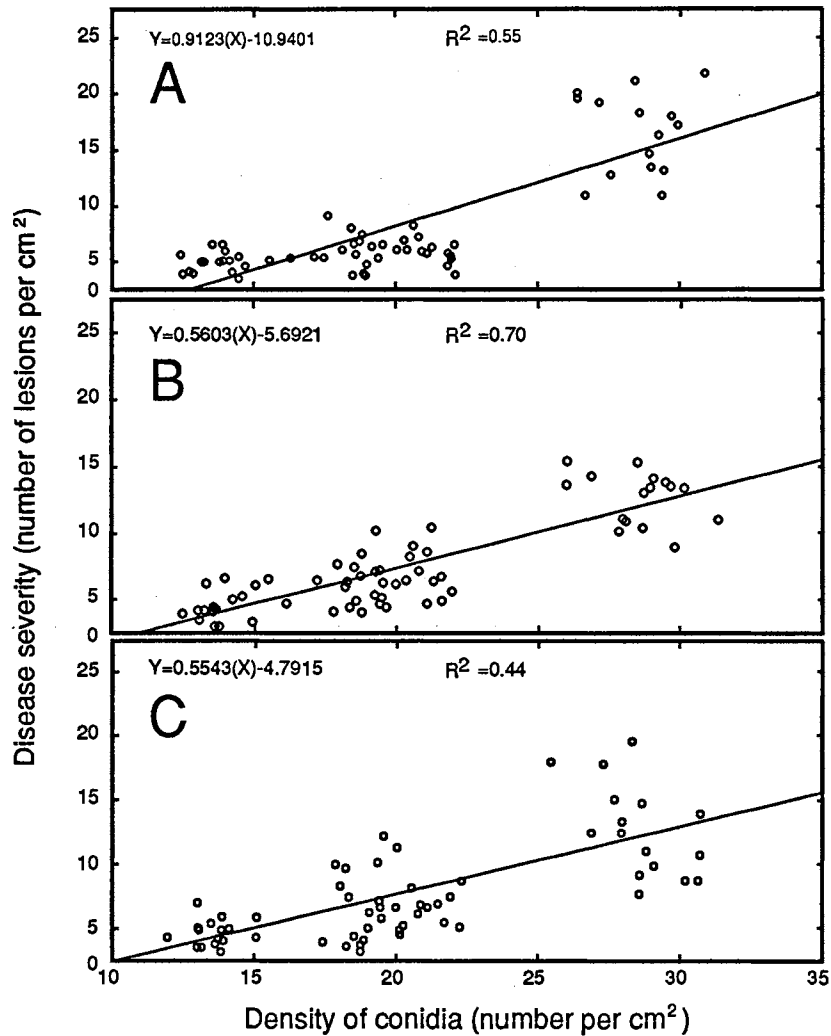 Y=0.9123(X)-10.9401 R²=0.55
A
25
20
15
10
5
0
Y=0.5603(X)-5.6921 R²=0.70
B
25
20
15
10
5
0
Y=0.5543(X)-4.7915 R²=0.44
C
25
20
15
10
5
0
10 15 20 25 30 35
Disease severity (number of lesions per cm²)
Density of conidia (number per cm²)